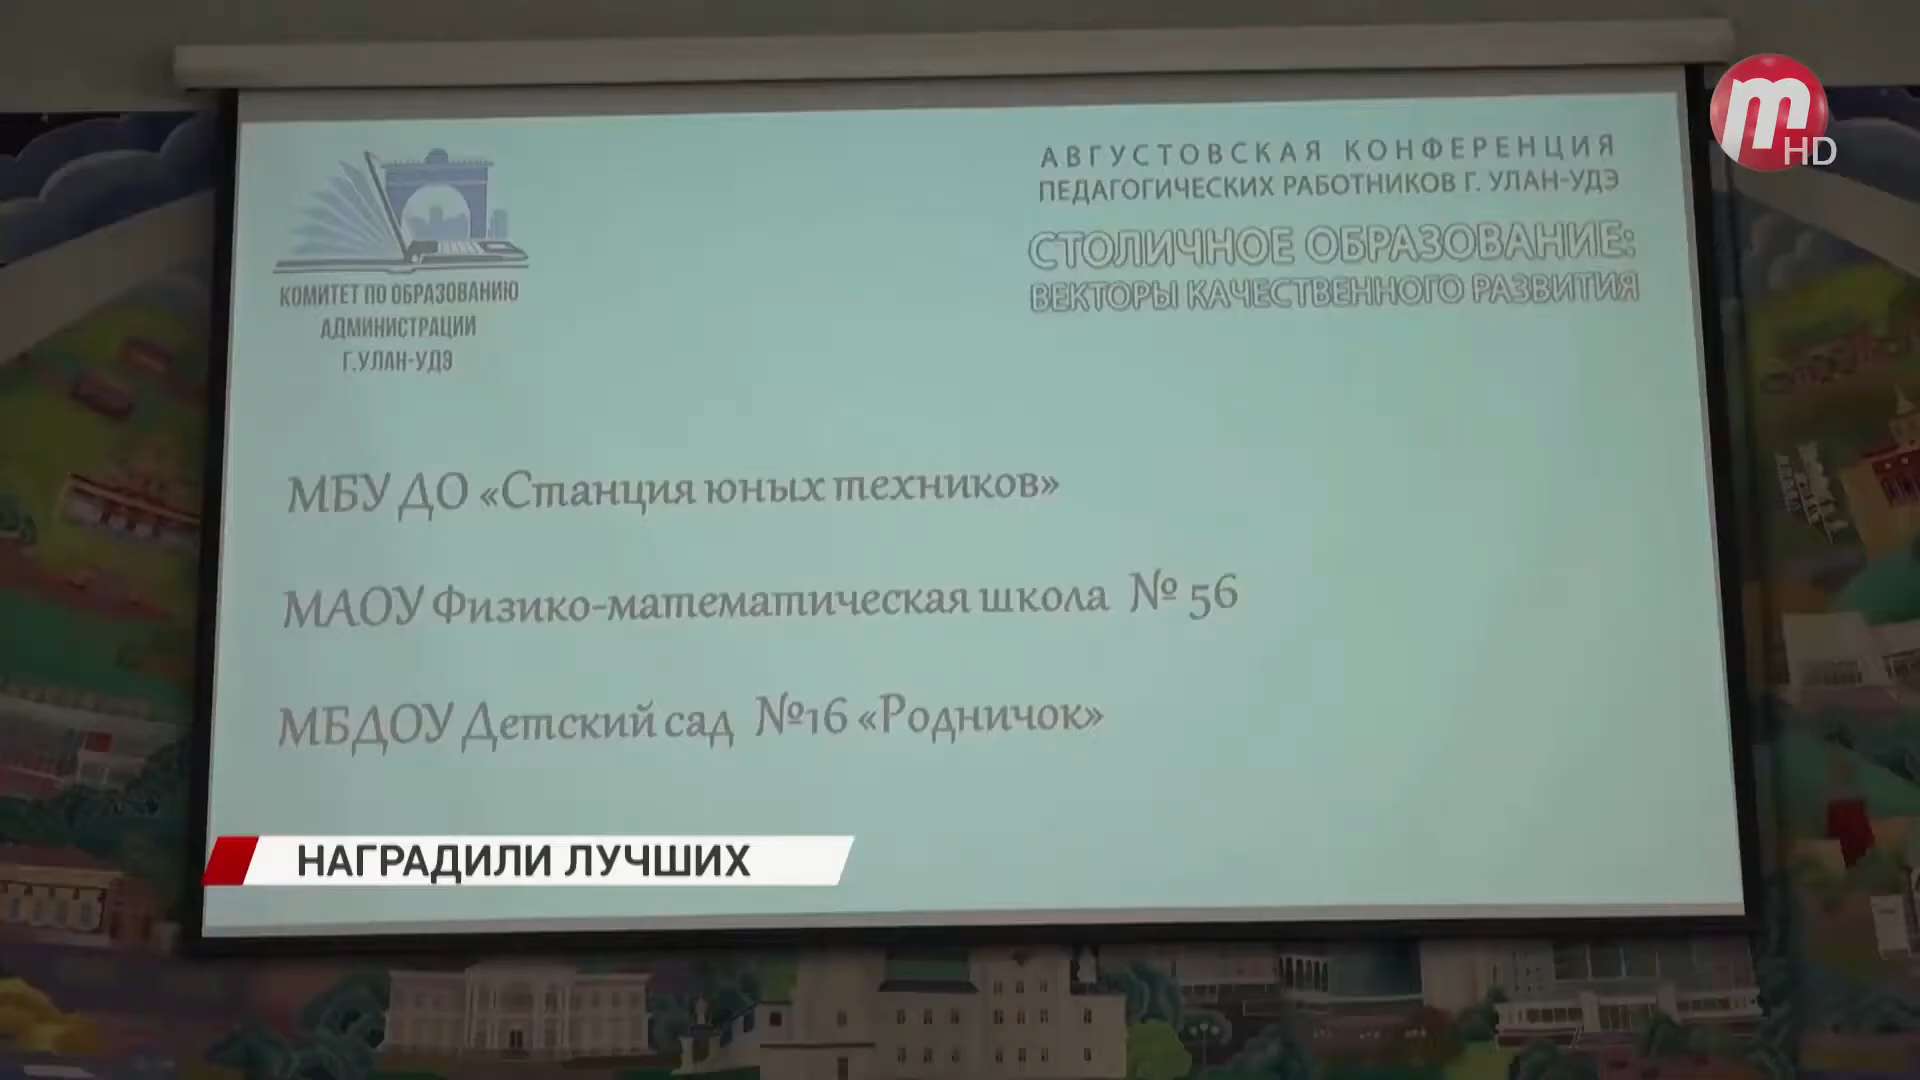 m HD
АВГУСТОВСКАЯ КОНФЕРЕНЦИЯ
ПЕДАГОГИЧЕСКИХ РАБОТНИКОВ Г. УЛАН-УДЭ
СТОЛИЧНОЕ ОБРАЗОВАНИЕ:
ВЕКТОРЫ КАЧЕСТВЕННОГО РАЗВИТИЯ
КОМИТЕТ ПО ОБРАЗОВАНИЮ
АДМИНИСТРАЦИИ
Г.УЛАН-УДЭ
МБУ ДО «Станция юных техников»
МАОУ Физико-математическая школа № 56
МБДОУ Детский сад №16 «Родничок»
НАГРАДИЛИ ЛУЧШИХ